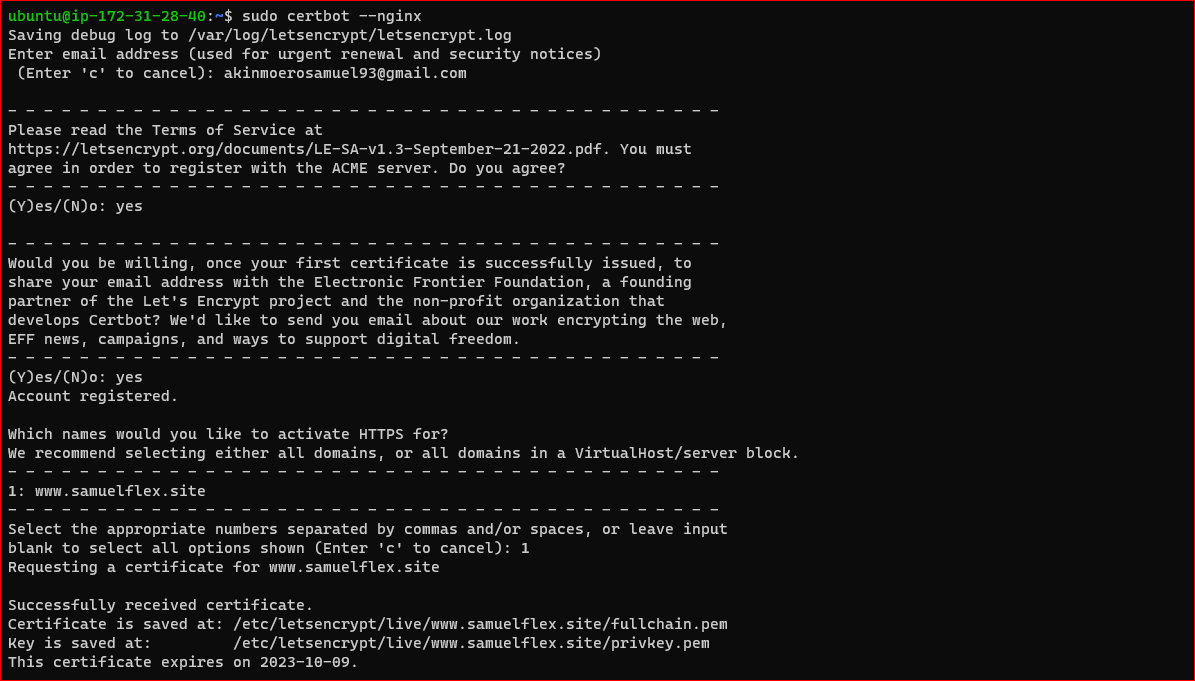 ubuntu@ip-172-31-28-40:~$ sudo certbot --nginx
Saving debug log to /var/log/letsencrypt/letsencrypt.log
Enter email address (used for urgent renewal and security notices)
 (Enter 'c' to cancel): akinmoerosamuel93@gmail.com

- - - - - - - - - - - - - - - - - - - - - - - - - - - - - - - - - - - - - - - -
Please read the Terms of Service at
https://letsencrypt.org/documents/LE-SA-v1.3-September-21-2022.pdf. You must
agree in order to register with the ACME server. Do you agree?
- - - - - - - - - - - - - - - - - - - - - - - - - - - - - - - - - - - - - - - -
(Y)es/(N)o: yes

- - - - - - - - - - - - - - - - - - - - - - - - - - - - - - - - - - - - - - - -
Would you be willing, once your first certificate is successfully issued, to
share your email address with the Electronic Frontier Foundation, a founding
partner of the Let's Encrypt project and the non-profit organization that
develops Certbot? We'd like to send you email about our work encrypting the web,
EFF news, campaigns, and ways to support digital freedom.
- - - - - - - - - - - - - - - - - - - - - - - - - - - - - - - - - - - - - - - -
(Y)es/(N)o: yes
Account registered.

Which names would you like to activate HTTPS for?
We recommend selecting either all domains, or all domains in a VirtualHost/server block.
- - - - - - - - - - - - - - - - - - - - - - - - - - - - - - - - - - - - - - - -
1: www.samuelflex.site
- - - - - - - - - - - - - - - - - - - - - - - - - - - - - - - - - - - - - - - -
Select the appropriate numbers separated by commas and/or spaces, or leave input
blank to select all options shown (Enter 'c' to cancel): 1
Requesting a certificate for www.samuelflex.site

Successfully received certificate.
Certificate is saved at: /etc/letsencrypt/live/www.samuelflex.site/fullchain.pem
Key is saved at:         /etc/letsencrypt/live/www.samuelflex.site/privkey.pem
This certificate expires on 2023-10-09.